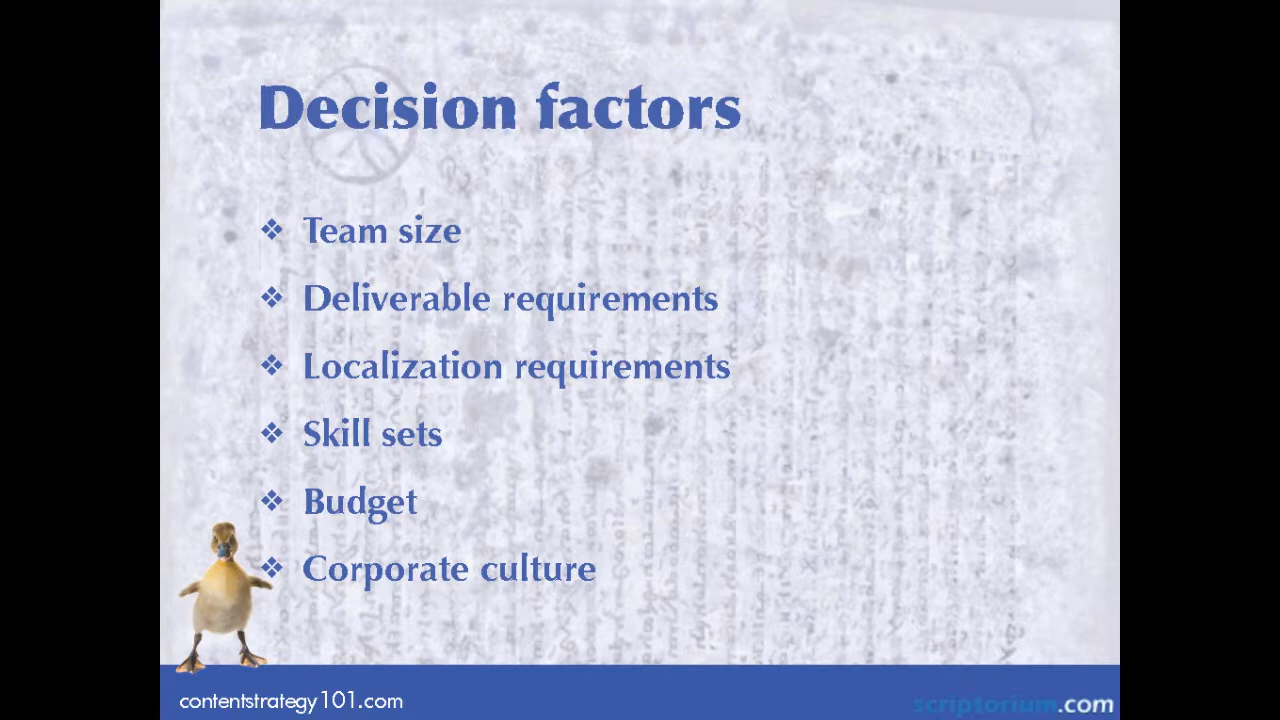 Decision factors
❖ Team size
❖ Deliverable requirements
❖ Localization requirements
❖ Skill sets
❖ Budget
❖ Corporate culture
contentstrategy101.com
scriptorium.com